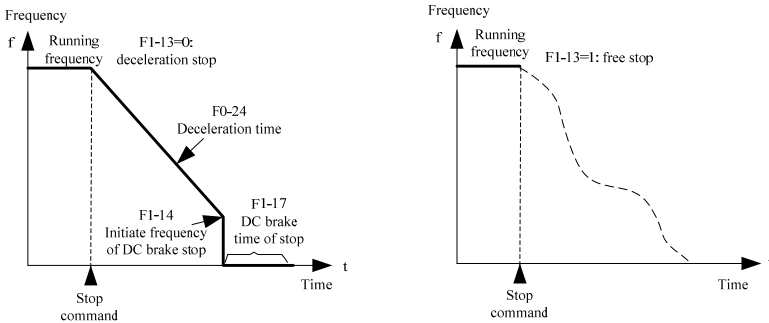 Frequency
f
Running
frequency
F1-13=0:
deceleration stop
F0-24
Deceleration time
F1-14
Initiate frequency
of DC brake stop
F1-17
DC brake
time of stop
t
Time
Stop
command
Frequency
f
Running
frequency
F1-13=1: free stop
Time
Stop
command